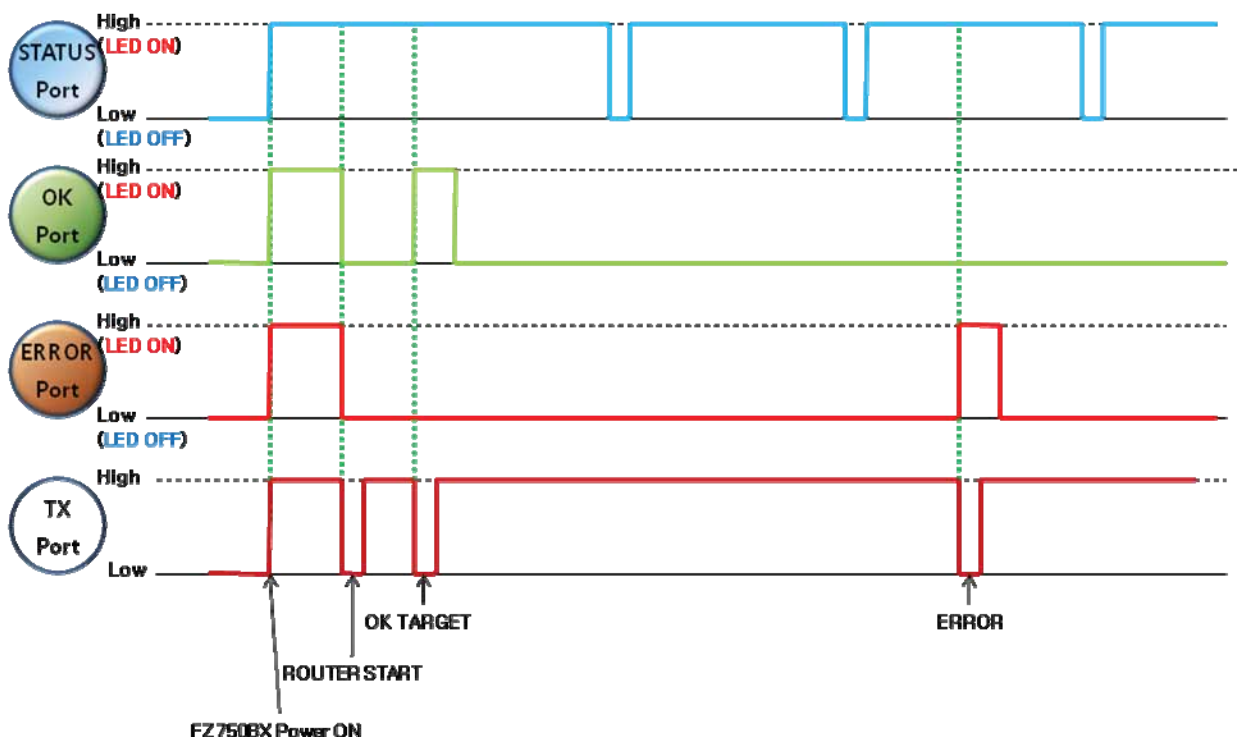 STATUS
Port
High
(LED ON)
Low
(LED OFF)
OK
Port
High
(LED ON)
Low
(LED OFF)
ERROR
Port
High
(LED ON)
Low
(LED OFF)
TX
Port
High
Low
OK TARGET
ERROR
ROUTER START
FZ750BX Power ON